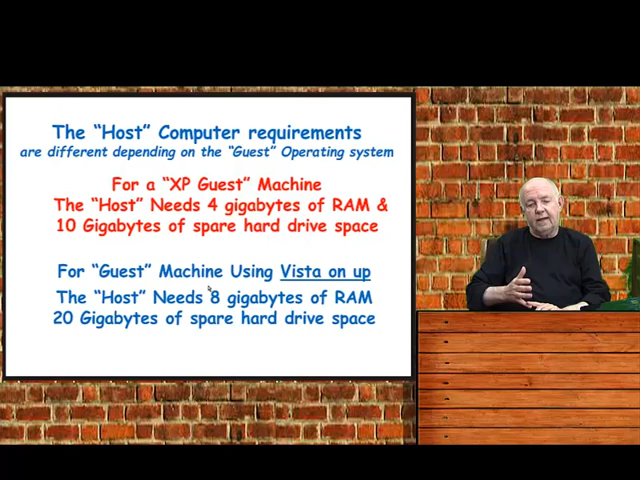 The “Host” Computer requirements
are different depending on the “Guest” Operating system
For a “XP Guest” Machine
The “Host” Needs 4 gigabytes of RAM &
10 Gigabytes of spare hard drive space
For “Guest” Machine Using Vista on up
The “Host” Needs 8 gigabytes of RAM
20 Gigabytes of spare hard drive space